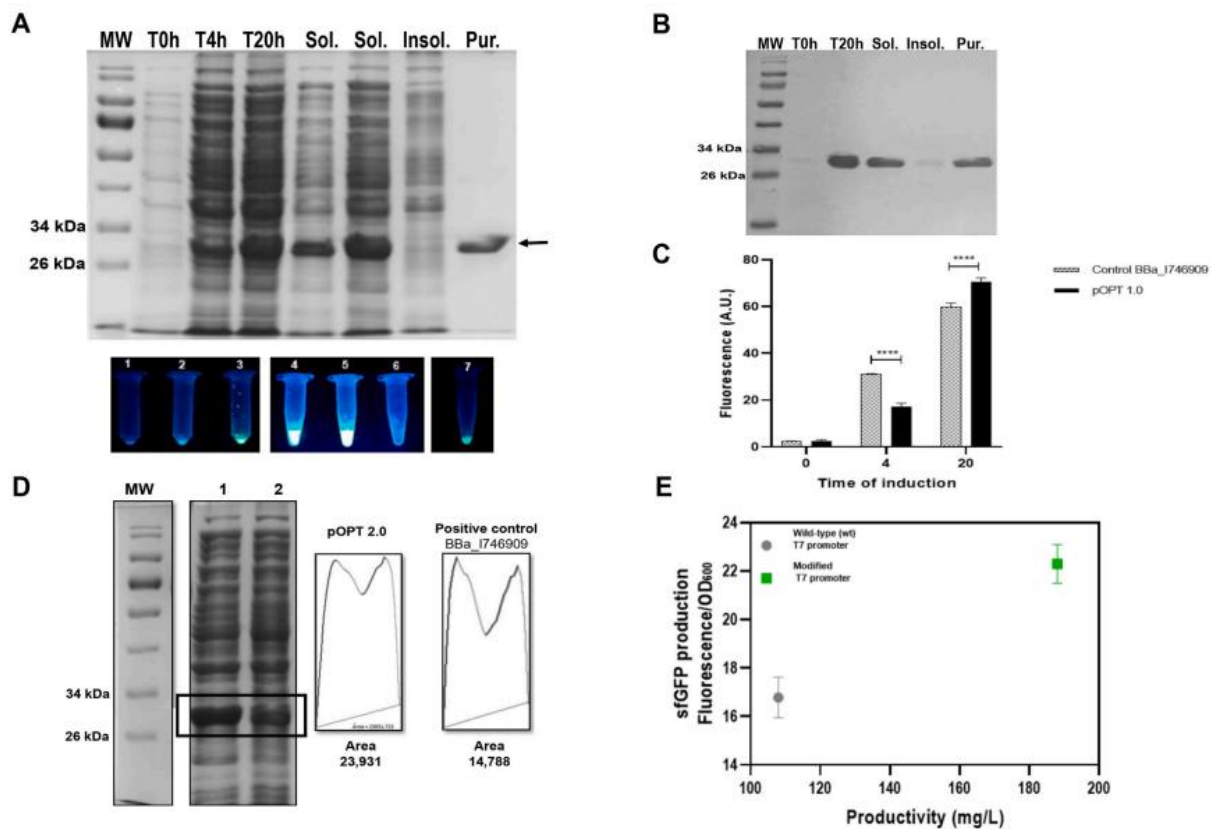 A
MW T0h T4h T20h Sol. Sol. Insol. Pur.
34 kDa
26 kDa
1 2 3 4 5 6 7
B
MW T0h T20h Sol. Insol. Pur.
34 kDa
26 kDa
C
80
60
40
20
0
Fluorescence (A.U.)
****
****
0 4 20
Time of induction
Control BBa_I746909
pOPT 1.0
D
MW 1 2
34 kDa
26 kDa
pOPT 2.0
Area
23,931
Positive control
BBa_I746909
Area
14,788
E
24
22
20
18
16
14
sfGFP production
Fluorescence/OD600
Wild-type (wt)
T7 promoter
Modified
T7 promoter
100 120 140 160 180 200
Productivity (mg/L)